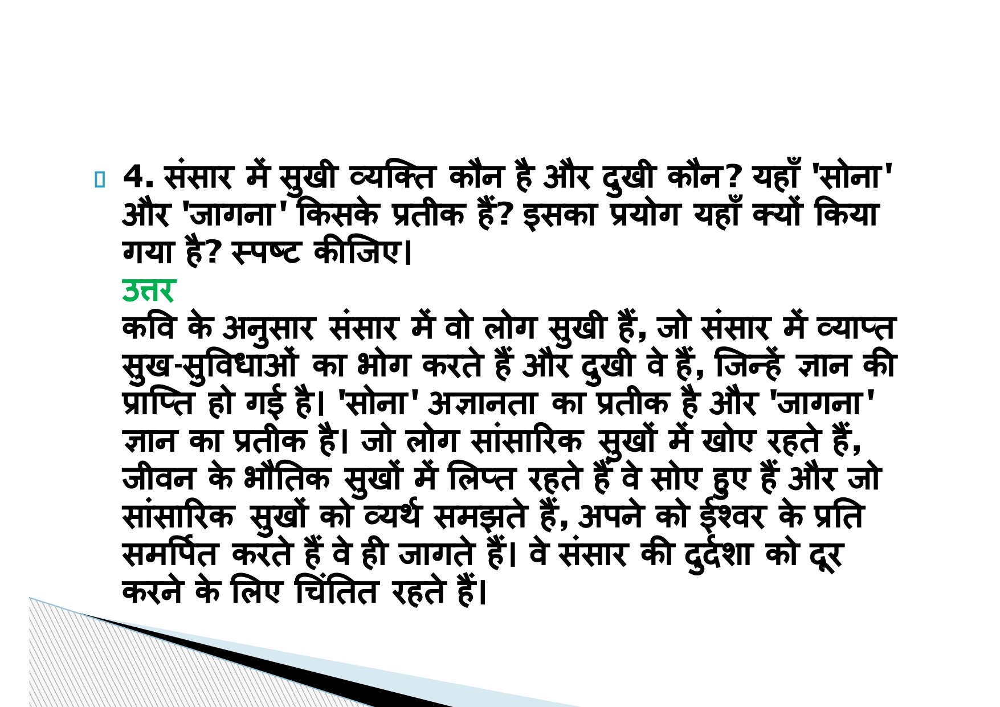 4. संसार में सुखी व्यक्ति कौन है और दुखी कौन? यहाँ 'सोना'
और 'जागना' किसके प्रतीक हैं? इसका प्रयोग यहाँ क्यों किया
गया है? स्पष्ट कीजिए।
उत्तर
कवि के अनुसार संसार में वो लोग सुखी हैं, जो संसार में व्याप्त
सुख-सुविधाओं का भोग करते हैं और दुखी वे हैं, जिन्हें ज्ञान की
प्राप्ति हो गई है। 'सोना' अज्ञानता का प्रतीक है और 'जागना'
ज्ञान का प्रतीक है। जो लोग सांसारिक सुखों में खोए रहते हैं,
जीवन के भौतिक सुखों में लिप्त रहते हैं वे सोए हुए हैं और जो
सांसारिक सुखों को व्यर्थ समझते हैं, अपने को ईश्वर के प्रति
समर्पित करते हैं वे ही जागते हैं। वे संसार की दुर्दशा को दूर
करने के लिए चिंतित रहते हैं।